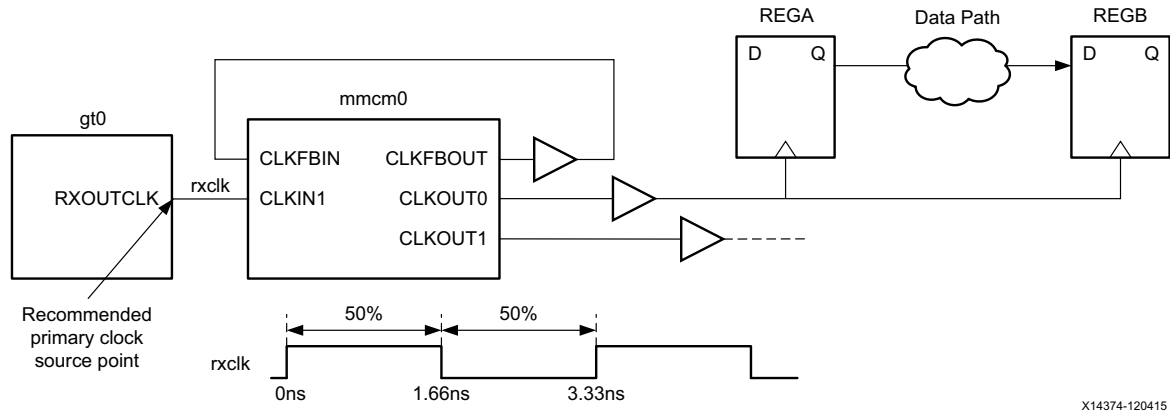 REGA
Data Path
REGB
D
Q
D
Q
mmcm0
gt0
CLKFBIN
CLKFBOUT
RXOUTCLK
rxclk
CLKIN1
CLKOUT0
CLKOUT1
Recommended
primary clock
source point
50%
50%
rxclk
0ns
1.66ns
3.33ns
X14374-120415